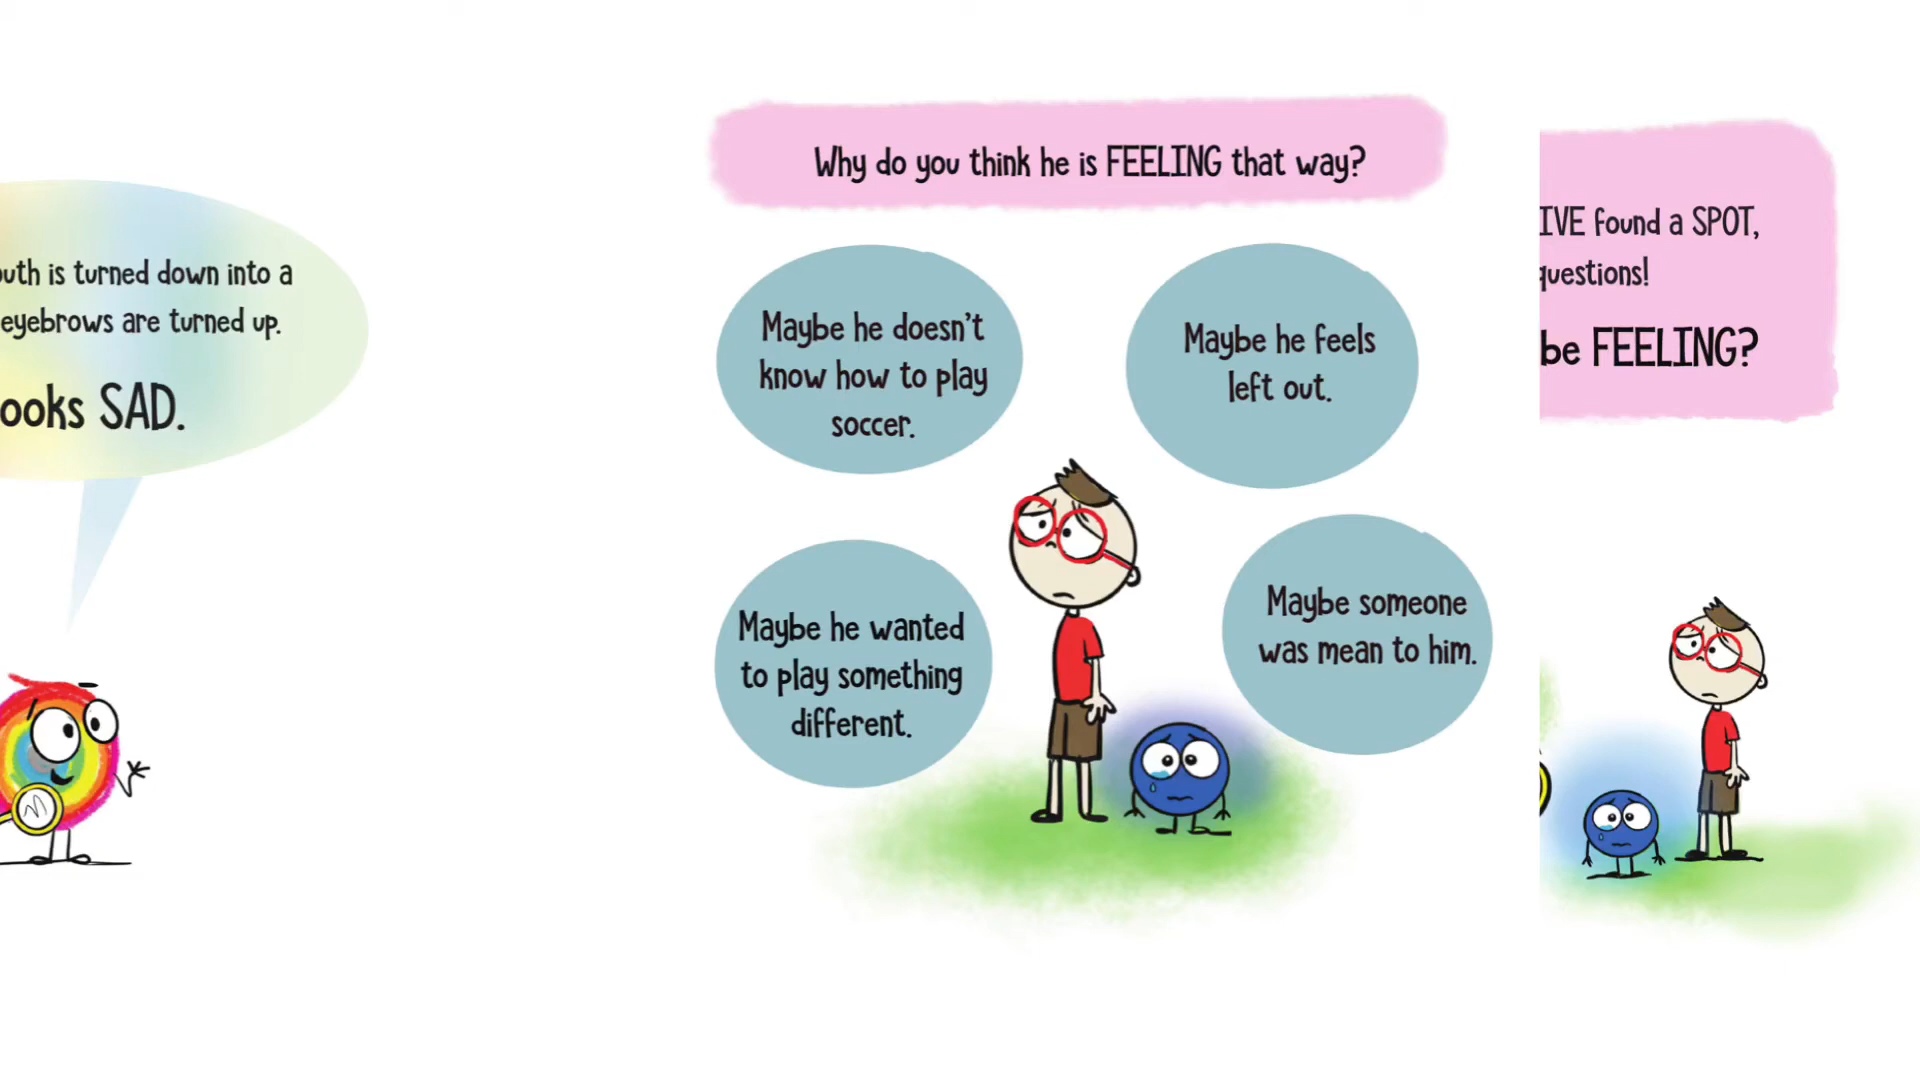 outh is turned down into a
eyebrows are turned up.
ooks SAD.
Why do you think he is FEELING that way?
Maybe he doesn't
know how to play
soccer.
Maybe he feels
left out.
Maybe he wanted
to play something
different.
Maybe someone
was mean to him.
IVE found a SPOT,
questions!
be FEELING?